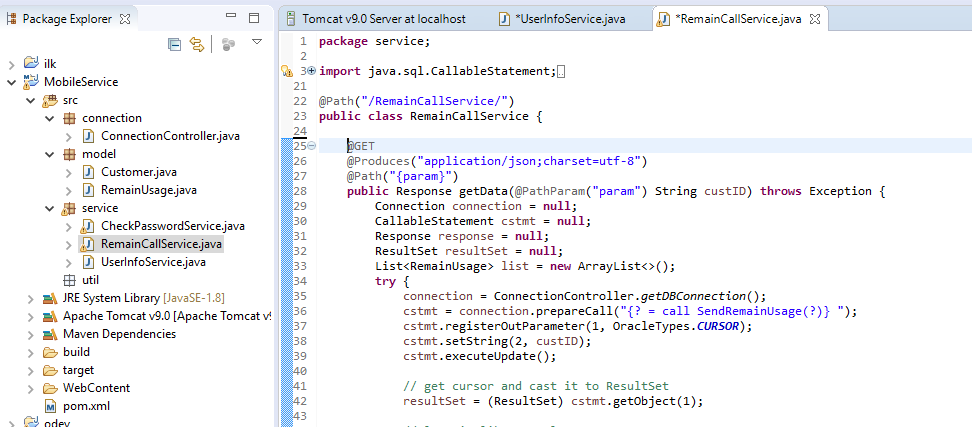 Package Explorer
ilk
MobileService
src
connection
ConnectionController.java
model
Customer.java
RemainUsage.java
service
CheckPasswordService.java
RemainCallService.java
UserInfoService.java
util
JRE System Library [JavaSE-1.8]
Apache Tomcat v9.0 [Apache Tomcat v9
Maven Dependencies
build
target
WebContent
pom.xml
odev
Tomcat v9.0 Server at localhost
*UserInfoService.java
*RemainCallService.java
1 package service;
2
3 import java.sql.CallableStatement;
21
22 @Path("/RemainCallService/")
23 public class RemainCallService {
24
25 @GET
26 @Produces("application/json;charset=utf-8")
27 @Path("{param}")
28 public Response getData(@PathParam("param") String custID) throws Exception {
29 Connection connection = null;
30 CallableStatement cstmt = null;
31 Response response = null;
32 ResultSet resultSet = null;
33 List<RemainUsage> list = new ArrayList<>();
34 try {
35 connection = ConnectionController.getDBConnection();
36 cstmt = connection.prepareCall("{? = call SendRemainUsage(?)} ");
37 cstmt.registerOutParameter(1, OracleTypes.CURSOR);
38 cstmt.setString(2, custID);
39 cstmt.executeUpdate();
40
41 // get cursor and cast it to ResultSet
42 resultSet = (ResultSet) cstmt.getObject(1);
43